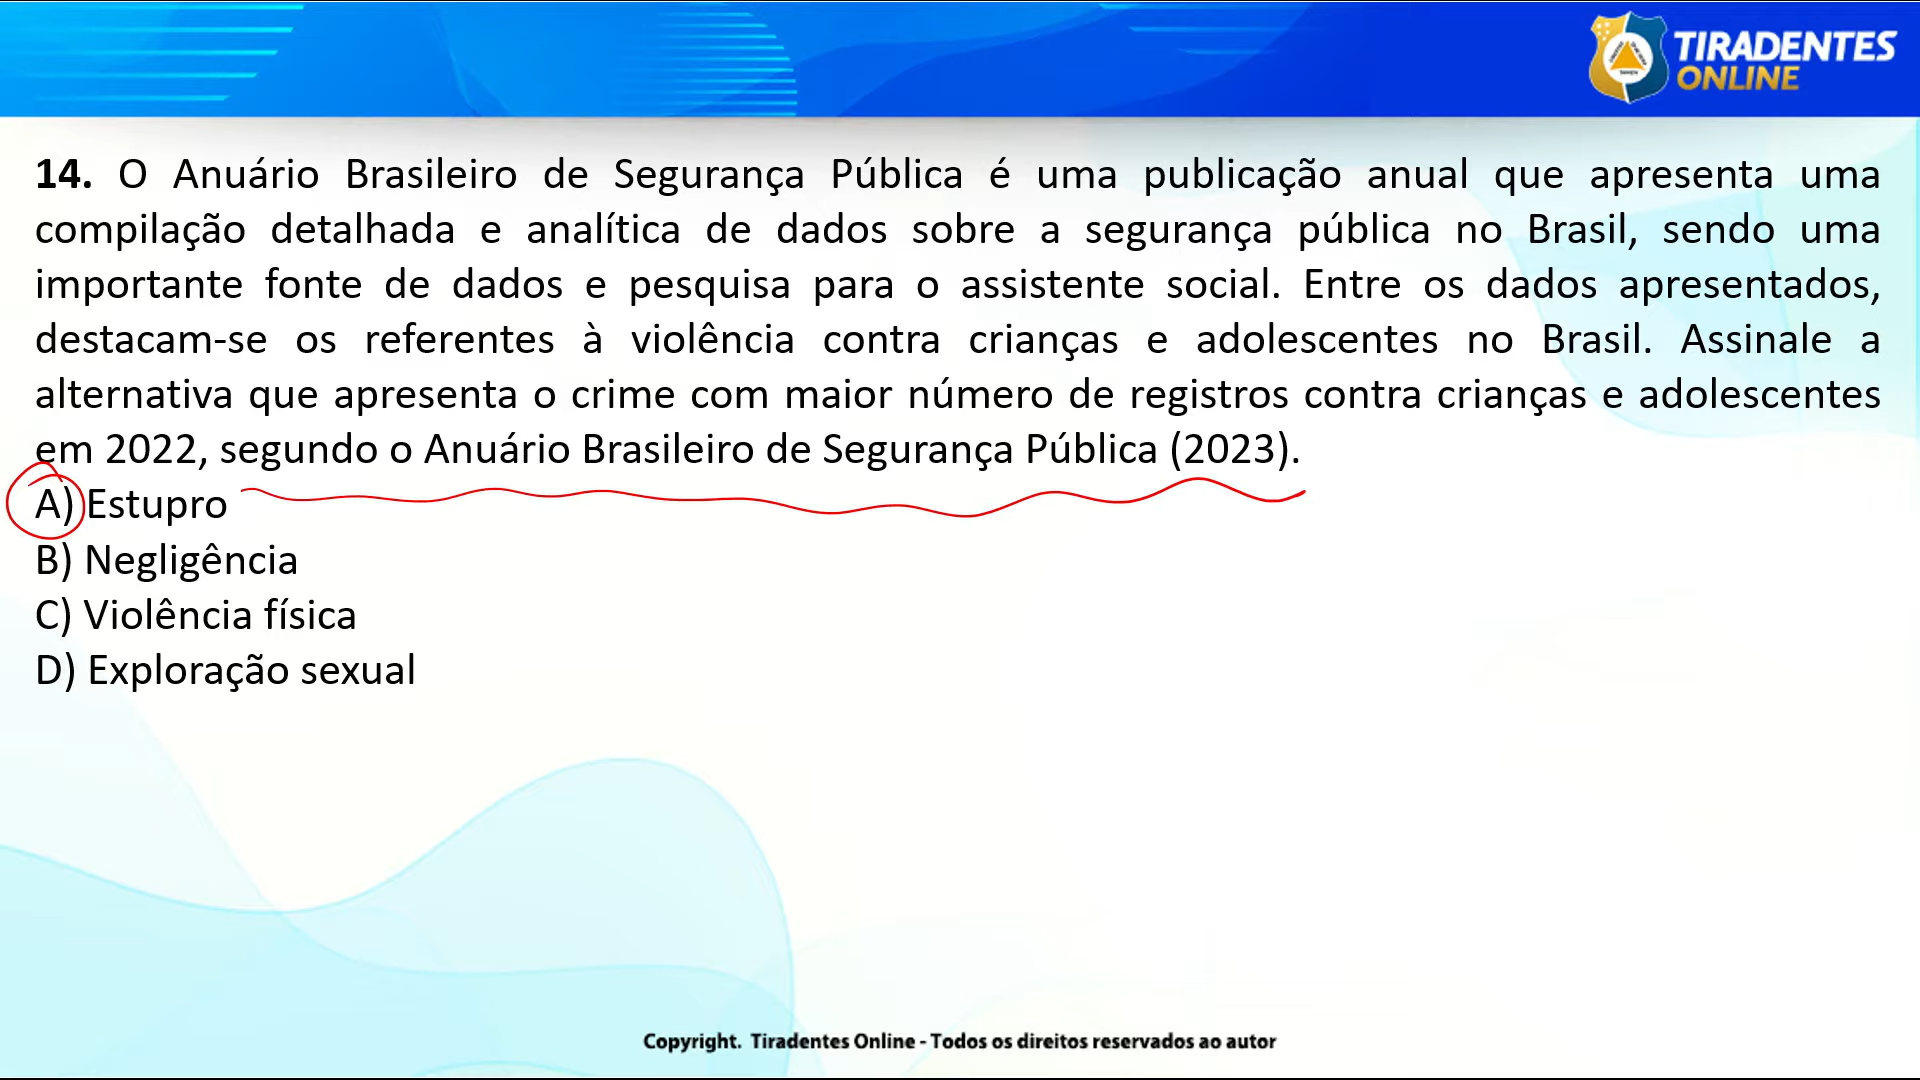 TIRADENTES
ONLINE
14. O Anuário Brasileiro de Segurança Pública é uma publicação anual que apresenta uma
compilação detalhada e analítica de dados sobre a segurança pública no Brasil, sendo uma
importante fonte de dados e pesquisa para o assistente social. Entre os dados apresentados,
destacam-se os referentes à violência contra crianças e adolescentes no Brasil. Assinale a
alternativa que apresenta o crime com maior número de registros contra crianças e adolescentes
em 2022, segundo o Anuário Brasileiro de Segurança Pública (2023).
A) Estupro
B) Negligência
C) Violência física
D) Exploração sexual
Copyright. Tiradentes Online - Todos os direitos reservados ao autor